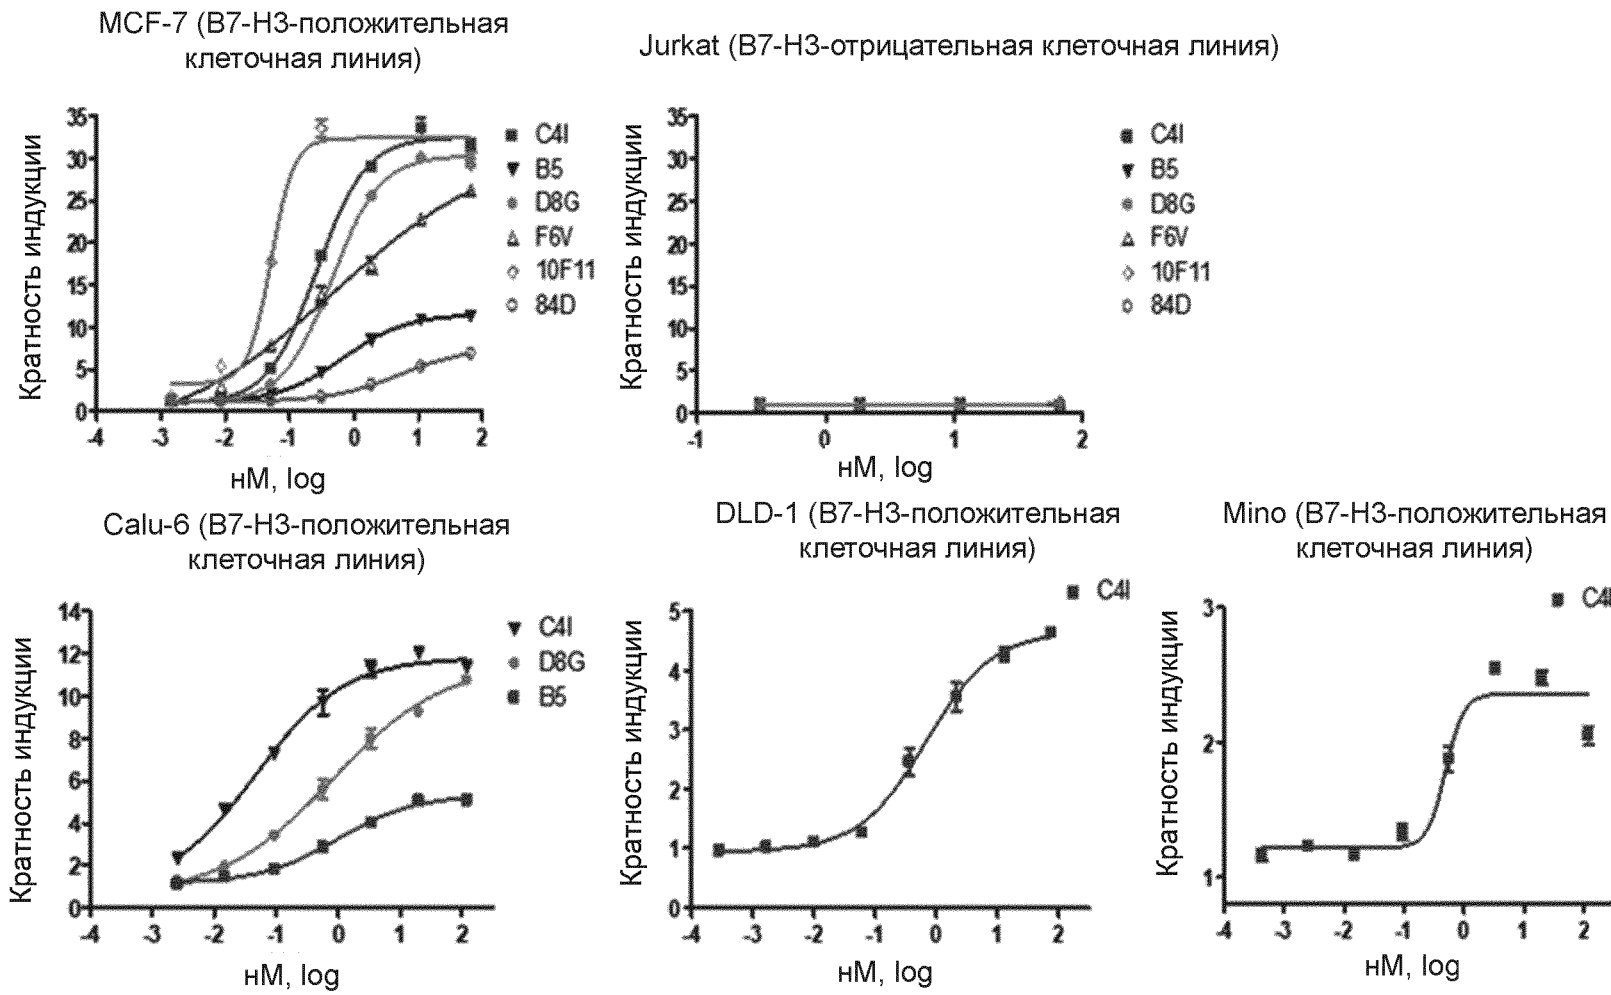 MCF-7 (B7-H3-положительная
клеточная линия)
Кратность индукции
35
30
25
20
15
10
5
0
-4
-3
-2
-1
0
1
2
нМ, log
C4I
B5
D8G
F6V
10F11
84D
Jurkat (B7-H3-отрицательная клеточная линия)
Кратность индукции
35
30
25
20
15
10
5
0
-1
0
1
2
нМ, log
C4I
B5
D8G
F6V
10F11
84D
Calu-6 (B7-H3-положительная
клеточная линия)
Кратность индукции
14
12
10
8
6
4
2
0
-4
-3
-2
-1
0
1
2
нМ, log
C4I
D8G
B5
DLD-1 (B7-H3-положительная
клеточная линия)
Кратность индукции
5
4
3
2
1
0
-4
-3
-2
-1
0
1
2
нМ, log
C4I
Mino (B7-H3-положительная
клеточная линия)
Кратность индукции
3
2
1
-4
-3
-2
-1
0
1
2
нМ, log
C4I